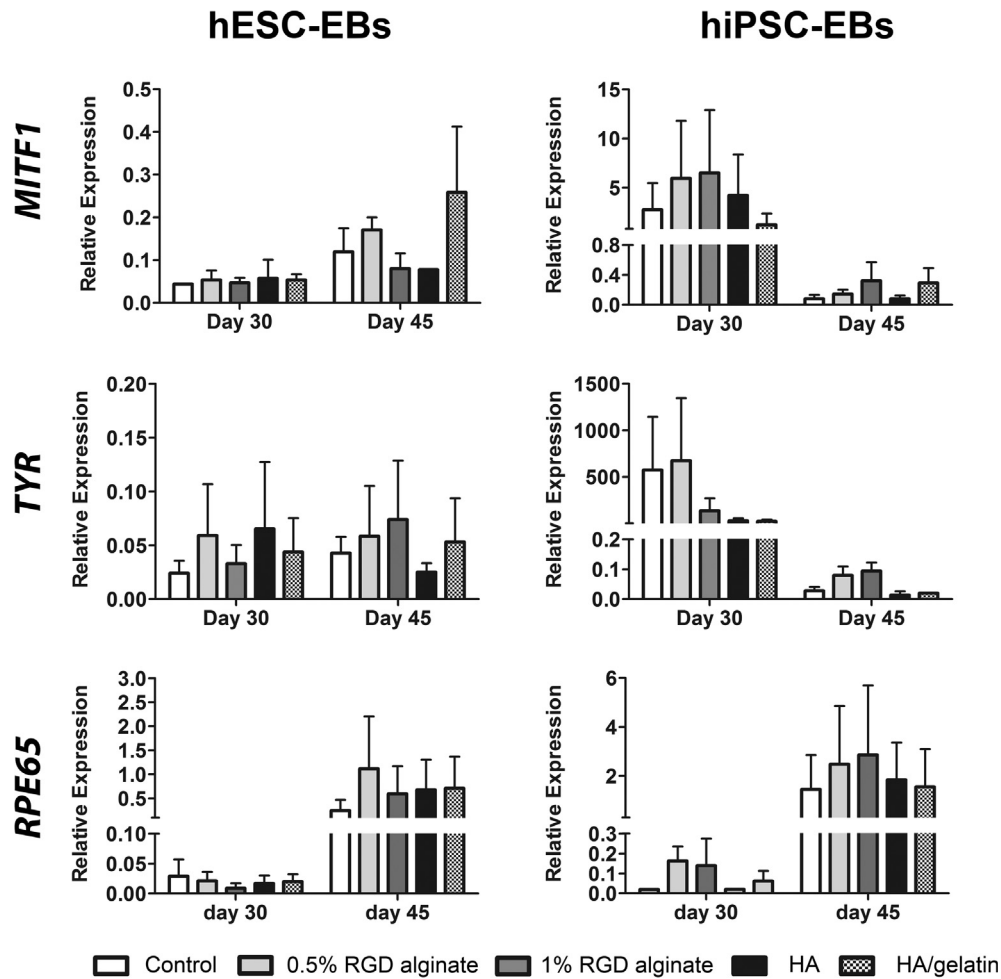 hESC-EBs
hiPSC-EBs
MITF1
Relative Expression
0.5
0.4
0.3
0.2
0.1
0.0
Day 30
Day 45
Relative Expression
15
10
5
0.8
0.4
0.0
Day 30
Day 45
TYR
Relative Expression
0.20
0.15
0.10
0.05
0.00
Day 30
Day 45
Relative Expression
1500
1000
500
0.2
0.1
0.0
Day 30
Day 45
RPE65
Relative Expression
3.0
2.5
2.0
1.5
1.0
0.5
0.10
0.05
0.00
day 30
day 45
Relative Expression
6
4
2
0.3
0.2
0.1
0.0
day 30
day 45
Control
0.5% RGD alginate
1% RGD alginate
HA
HA/gelatin